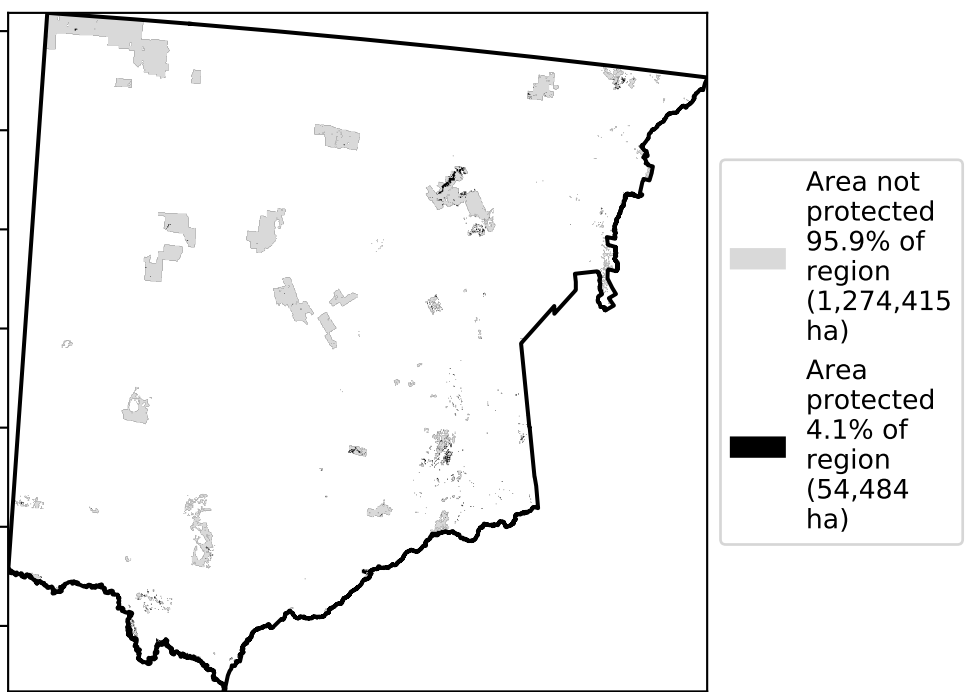 Area not
protected
95.9% of
region
(1,274,415
ha)
Area
protected
4.1% of
region
(54,484
ha)